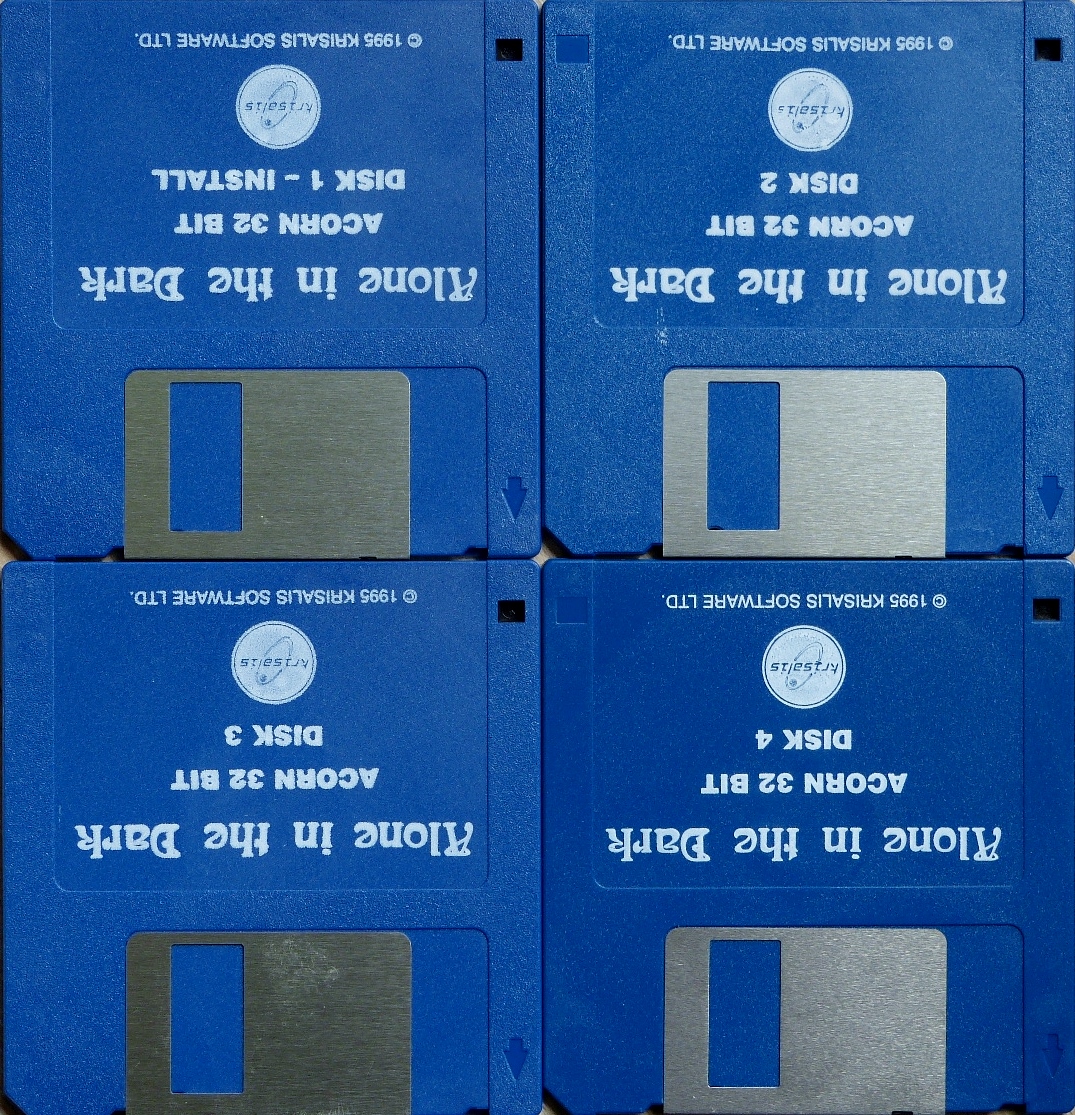 Alone in the Dark
ACORN 32 BIT
DISK 4
krisalis
© 1995 KRISALIS SOFTWARE LTD.
Alone in the Dark
ACORN 32 BIT
DISK 3
krisalis
© 1995 KRISALIS SOFTWARE LTD.
Alone in the Dark
ACORN 32 BIT
DISK 2
krisalis
© 1995 KRISALIS SOFTWARE LTD.
Alone in the Dark
ACORN 32 BIT
DISK 1 - INSTALL
krisalis
© 1995 KRISALIS SOFTWARE LTD.